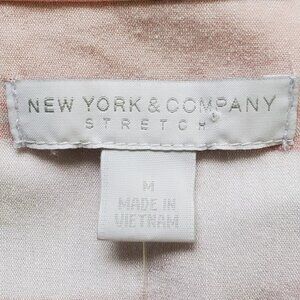 NEW YORK & COMPANY
STRETCH
M
MADE IN
VIETNAM